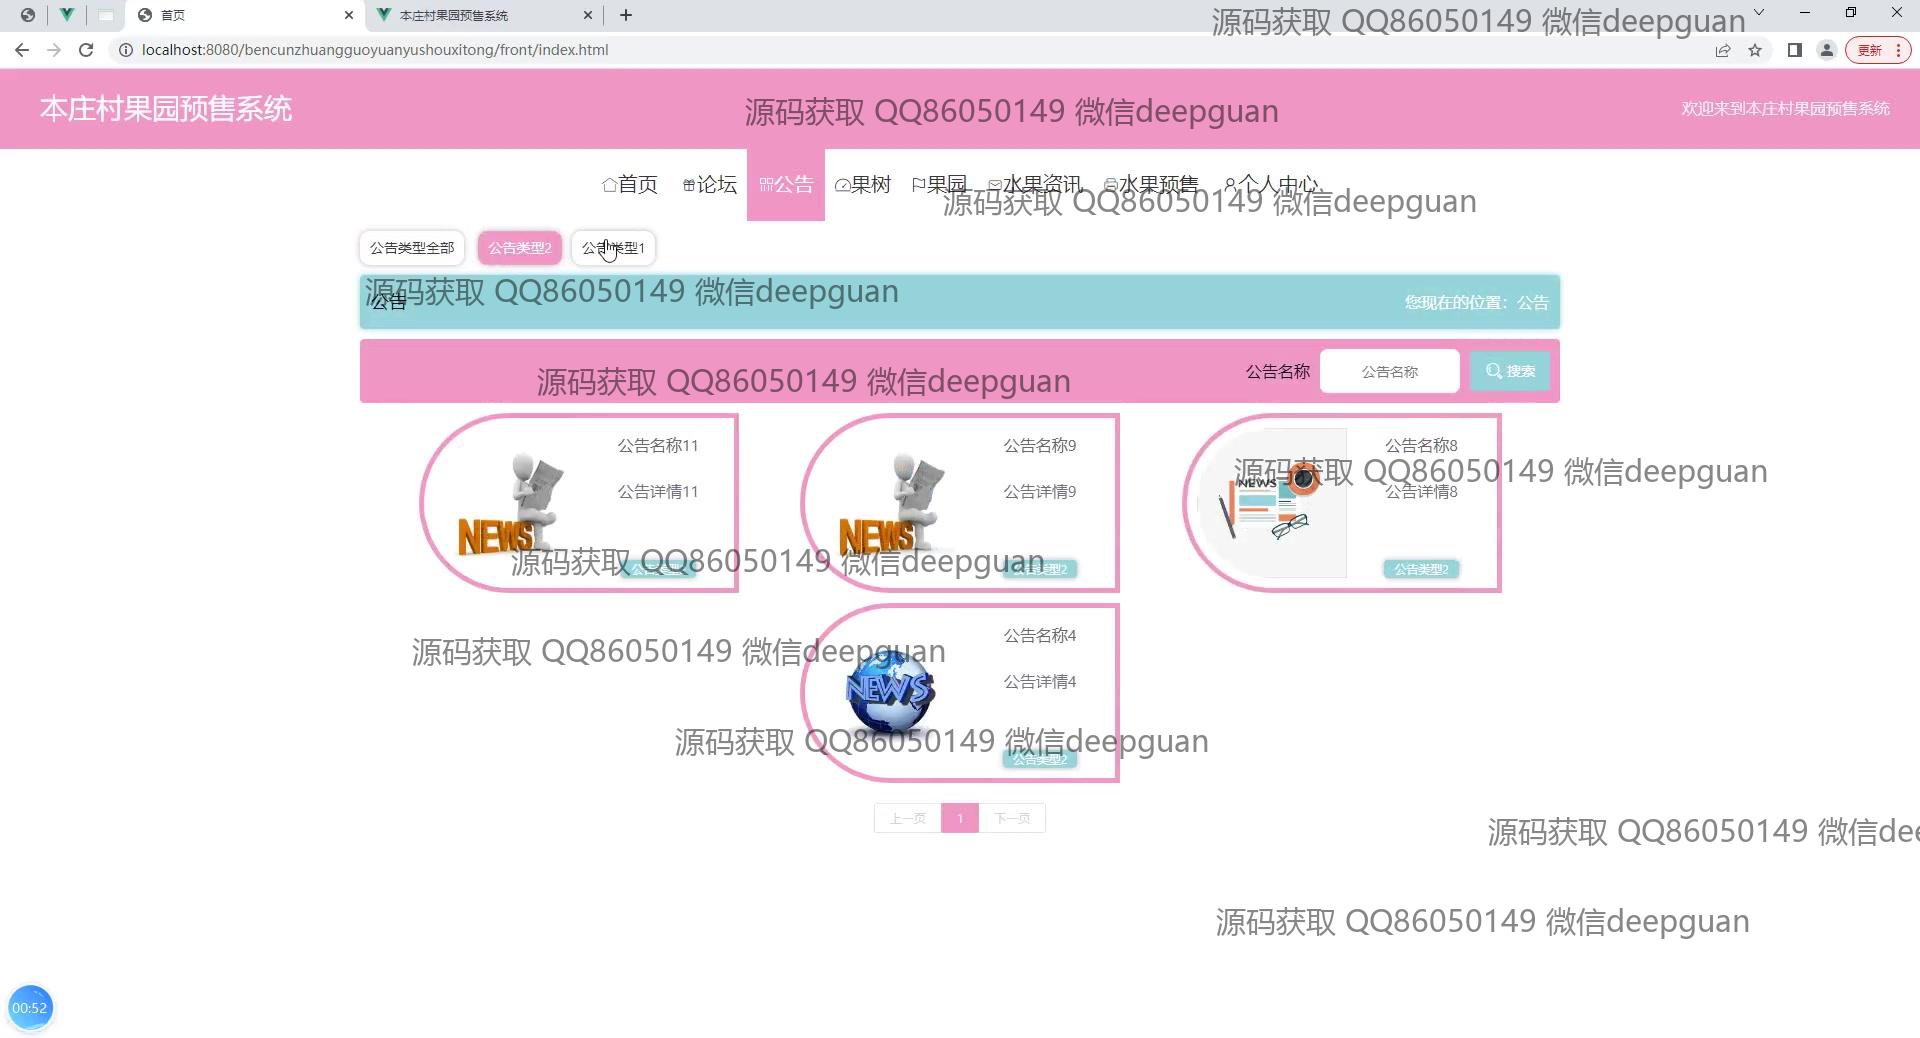 首页
本庄村果园预售系统
源码获取 QQ86050149 微信deepguan
localhost:8080/bencunzhuangguoyuanyushouxitong/front/index.html
更新
本庄村果园预售系统
源码获取 QQ86050149 微信deepguan
欢迎来到本庄村果园预售系统
首页 论坛 公告 果树 果园 水果资讯 水果预售 个人中心
源码获取 QQ86050149 微信deepguan
公告类型全部 公告类型2 公告类型1
源码获取 QQ86050149 微信deepguan
公告
您现在的位置：公告
源码获取 QQ86050149 微信deepguan
公告名称 公告名称 搜索
公告名称11
公告详情11
NEWS
公告名称9
公告详情9
NEWS
公告类型2
公告名称8
源码获取 QQ86050149 微信deepguan
公告详情8
NEWS
公告类型2
源码获取 QQ86050149 微信deepguan
公告名称4
源码获取 QQ86050149 微信deepguan
公告详情4
NEWS
源码获取 QQ86050149 微信deepguan
公告类型2
上一页 1 下一页
源码获取 QQ86050149 微信dee
源码获取 QQ86050149 微信deepguan
00:52